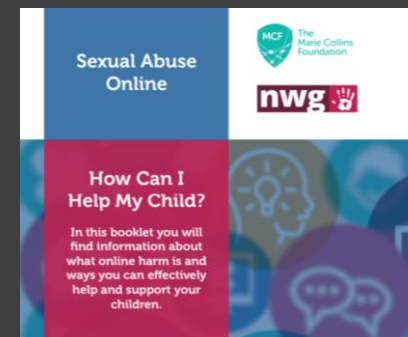 Sexual Abuse
Online
MCF
The
Marie Collins
Foundation
nwg
How Can I
Help My Child?
In this booklet you will
find information about
what online harm is and
ways you can effectively
help and support your
children.